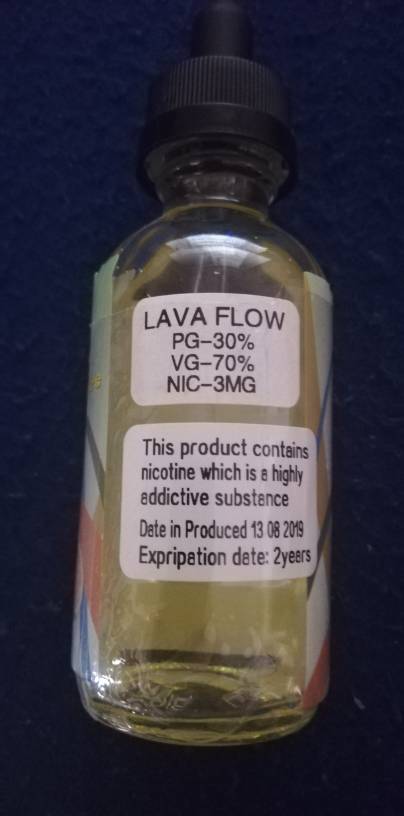 LAVA FLOW
PG-30%
VG-70%
NIC-3MG
This product contains
nicotine which is a highly
addictive substance
Date in Produced 13 08 2019
Expripation date: 2years